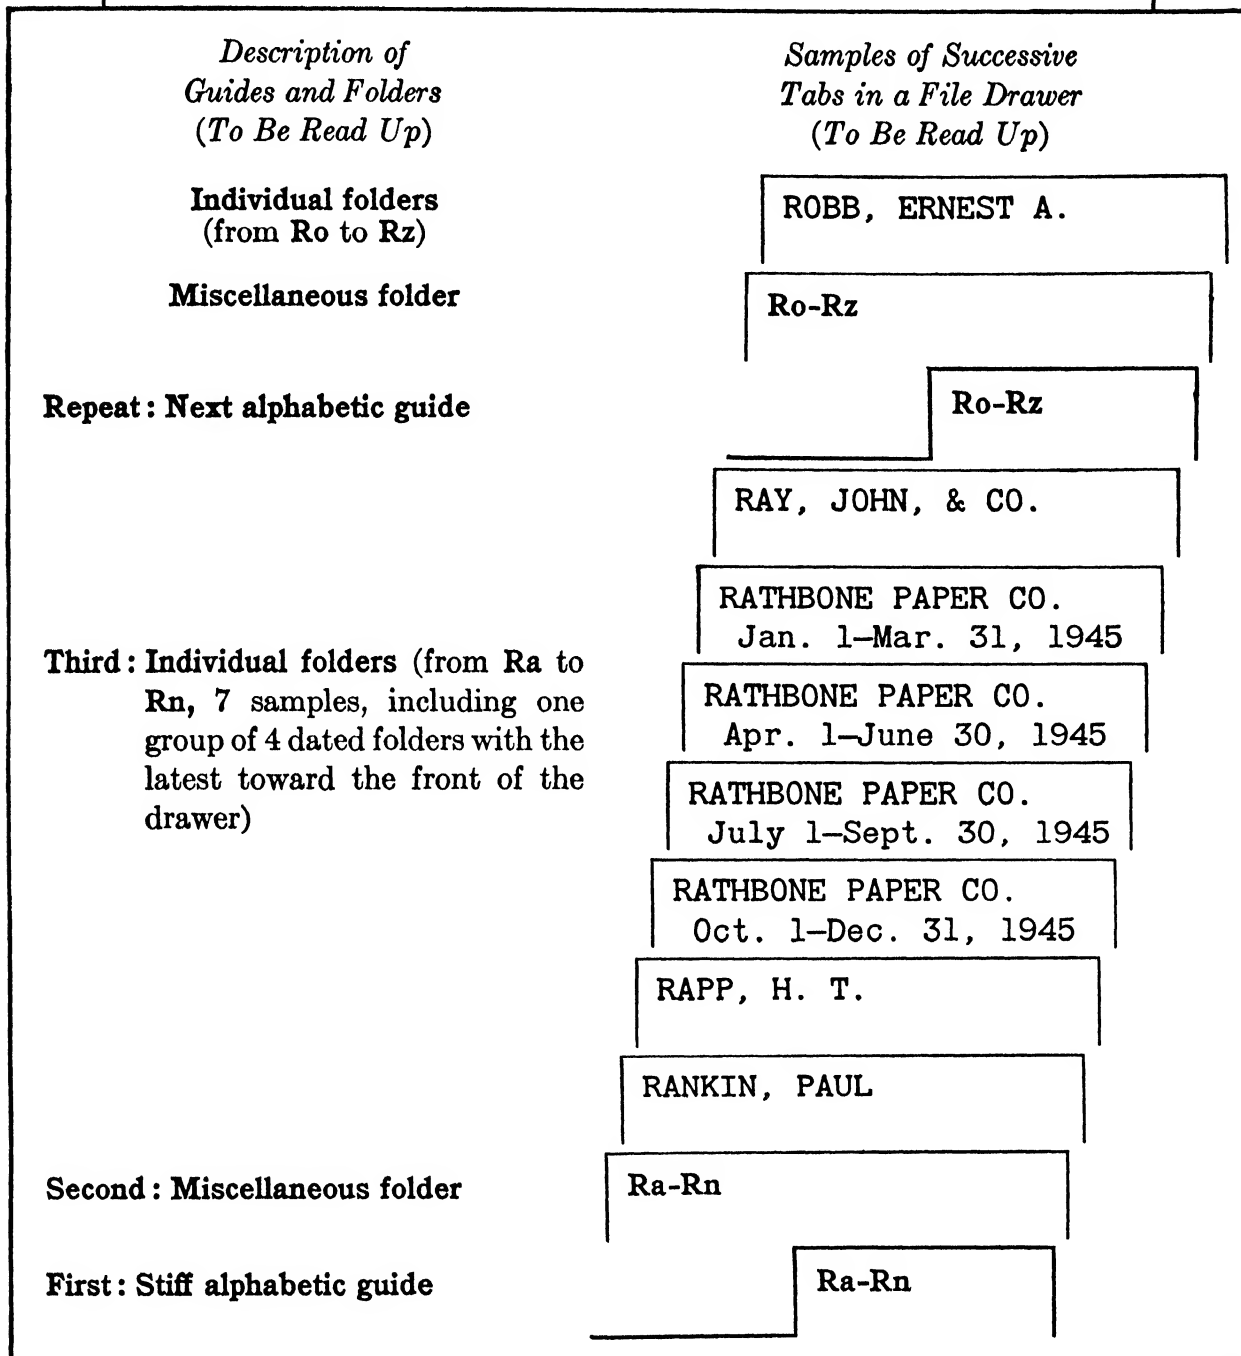 Description of
Guides and Folders
(To Be Read Up)
Samples of Successive
Tabs in a File Drawer
(To Be Read Up)
Individual folders
(from Ro to Rz)
ROBB, ERNEST A.
Miscellaneous folder
Ro-Rz
Repeat: Next alphabetic guide
Ro-Rz
RAY, JOHN, & CO.
RATHBONE PAPER CO.
Jan. 1–Mar. 31, 1945
Third: Individual folders (from Ra to
Rn, 7 samples, including one
group of 4 dated folders with the
latest toward the front of the
drawer)
RATHBONE PAPER CO.
Apr. 1–June 30, 1945
RATHBONE PAPER CO.
July 1–Sept. 30, 1945
RATHBONE PAPER CO.
Oct. 1–Dec. 31, 1945
RAPP, H. T.
RANKIN, PAUL
Second: Miscellaneous folder
Ra-Rn
First: Stiff alphabetic guide
Ra-Rn